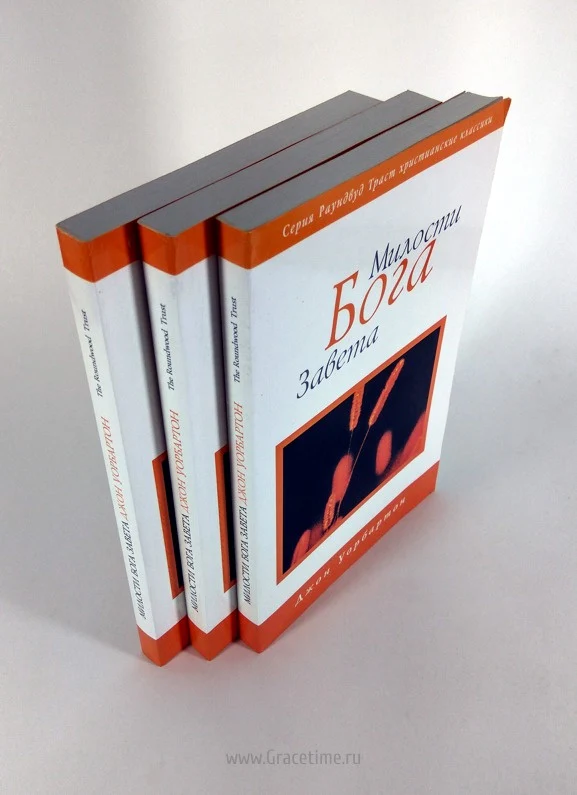 Серия Раундвуд Траст христианские классики
Милости
Бога
Завета
Джон Уорбартон
МИЛОСТИ БОГА ЗАВЕТА ДЖОН УОРБАРТОН The Roundwood Trust
МИЛОСТИ БОГА ЗАВЕТА ДЖОН УОРБАРТОН The Roundwood Trust
МИЛОСТИ БОГА ЗАВЕТА ДЖОН УОРБАРТОН The Roundwood Trust
www.Gracetime.ru